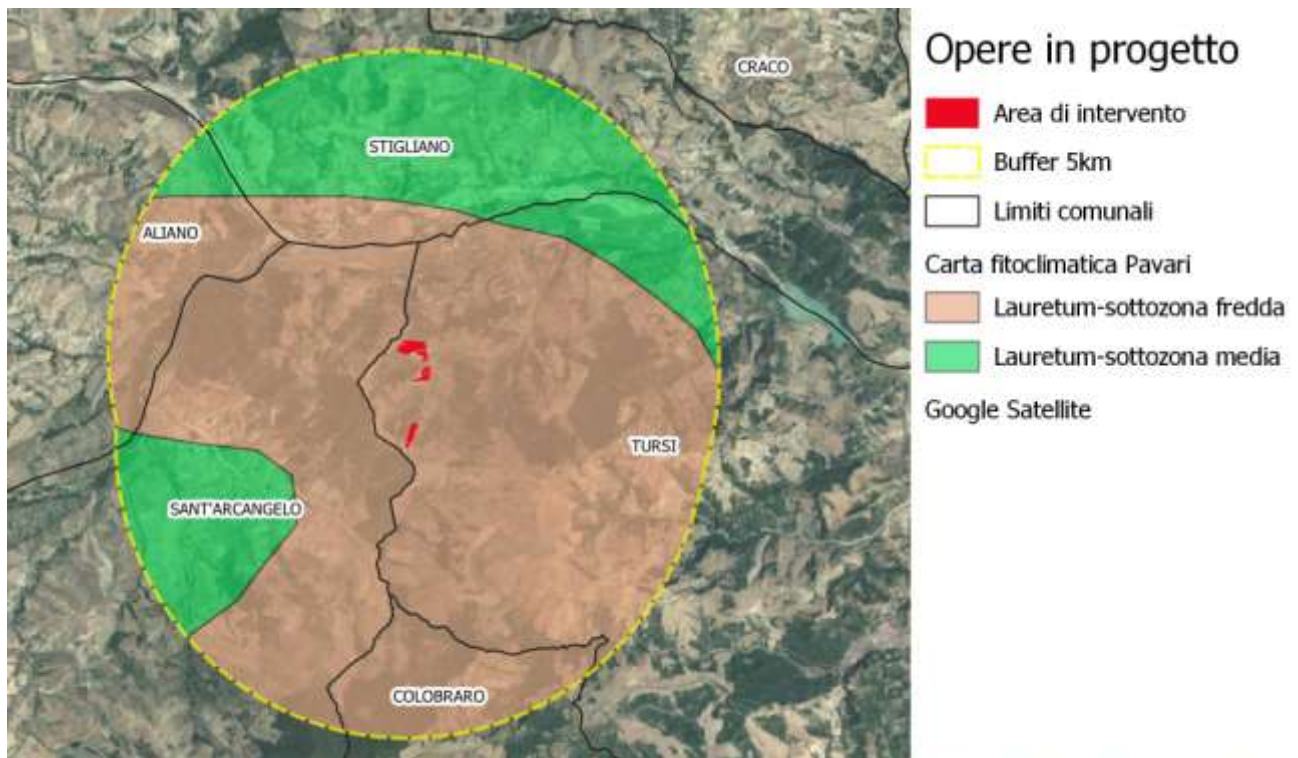 CRACO
STIGLIANO
ALIANO
TURSI
SANT'ARCANGELO
COLOBRARO
Opere in progetto
Area di intervento
Buffer 5km
Limiti comunali
Carta fitoclimatica Pavari
Lauretum-sottozona fredda
Lauretum-sottozona media
Google Satellite